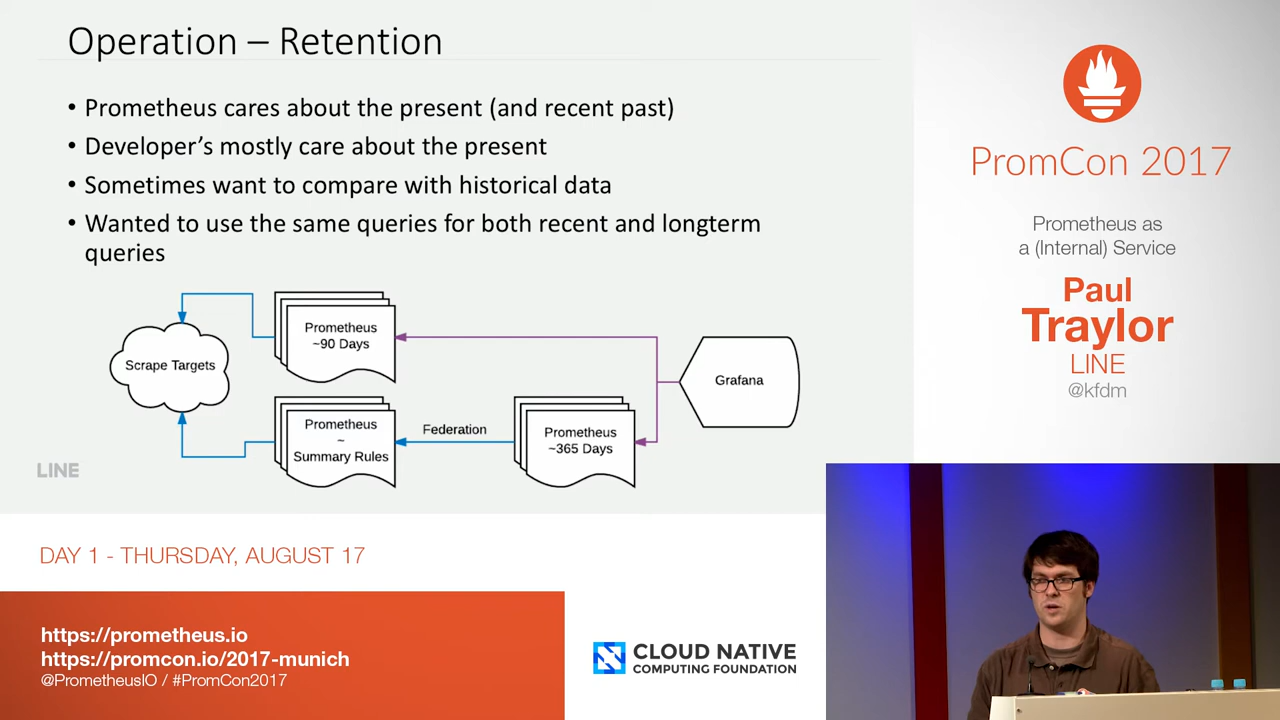 Operation – Retention
• Prometheus cares about the present (and recent past)
• Developer's mostly care about the present
• Sometimes want to compare with historical data
• Wanted to use the same queries for both recent and longterm
queries
Scrape Targets
Prometheus
~90 Days
Prometheus
~
Summary Rules
Federation
Prometheus
~365 Days
Grafana
LINE
PromCon 2017
Prometheus as
a (Internal) Service
Paul
Traylor
LINE
@kfdm
DAY 1 - THURSDAY, AUGUST 17
https://prometheus.io
https://promcon.io/2017-munich
@PrometheusIO / #PromCon2017
CLOUD NATIVE
COMPUTING FOUNDATION